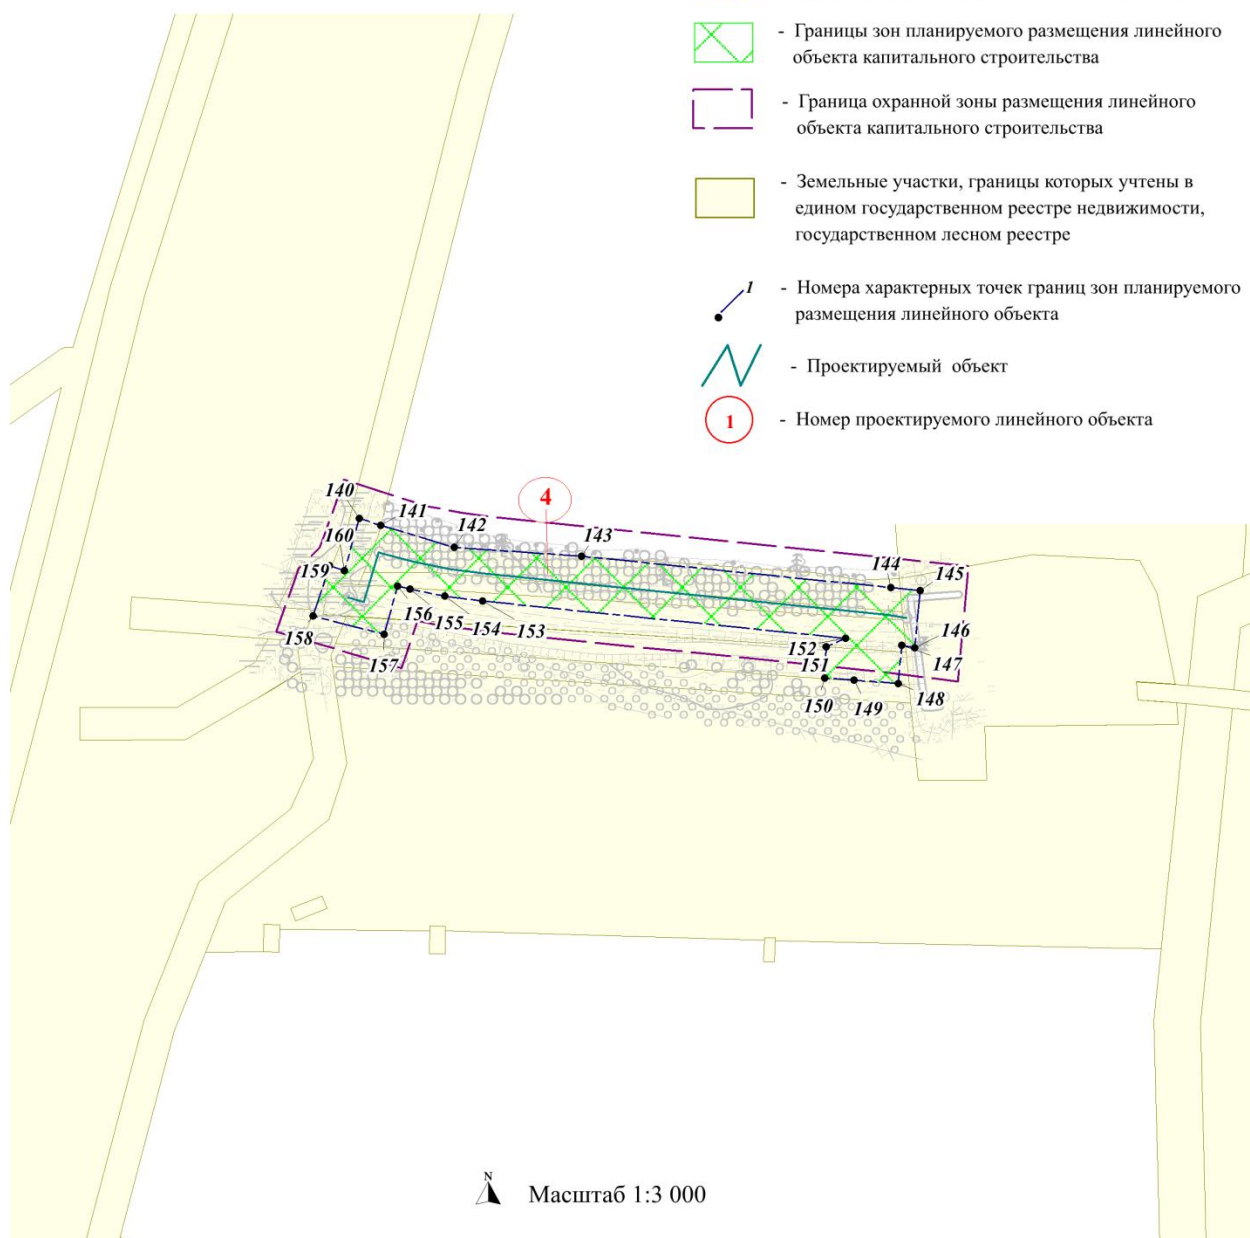 - Границы зон планируемого размещения линейного
объекта капитального строительства
- Граница охранной зоны размещения линейного
объекта капитального строительства
- Земельные участки, границы которых учтены в
едином государственном реестре недвижимости,
государственном лесном реестре
1
- Номера характерных точек границ зон планируемого
размещения линейного объекта
- Проектируемый объект
1
- Номер проектируемого линейного объекта
140
141
142
4
143
144
145
160
159
158
157
156
155
154
153
152
151
146
147
150
149
148
N
Масштаб 1:3 000